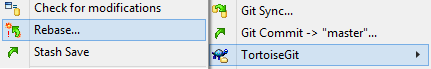 Check for modifications
Rebase...
Stash Save
Git Sync...
Git Commit -> "master"...
TortoiseGit